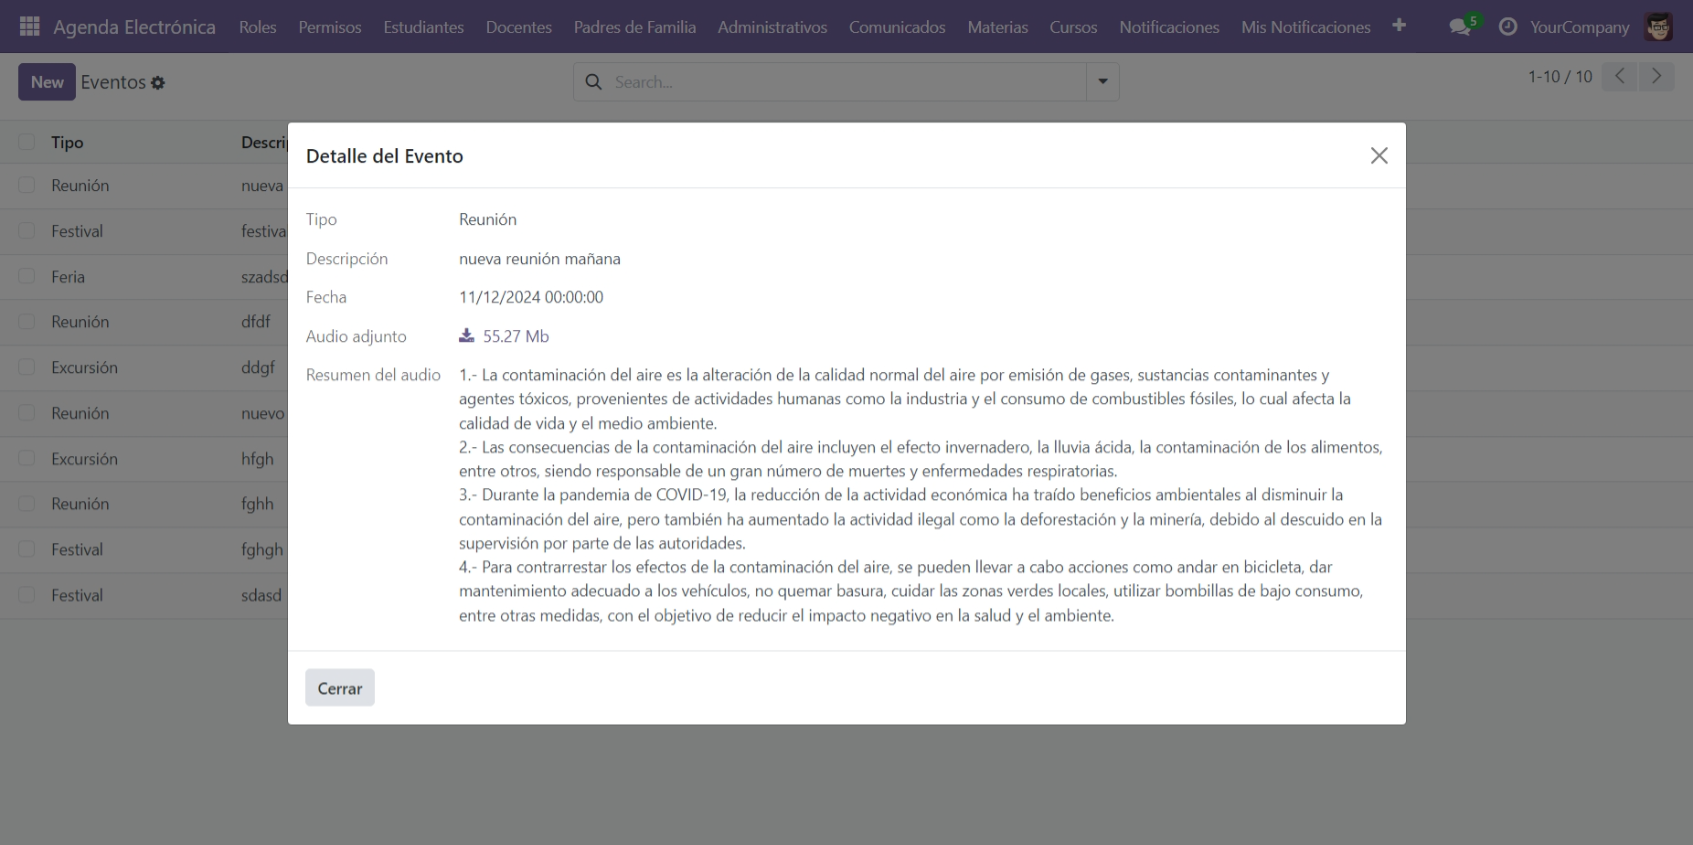 Agenda Electrónica Roles Permisos Estudiantes Docentes Padres de Familia Administrativos Comunicados Materias Cursos Notificaciones Mis Notificaciones 5 YourCompany
New Eventos Search... 1-10 / 10
Tipo
Reunión nueva
Festival
Feria
Reunión dfdf
Excursión ddgf
Reunión nuevo
Excursión hfgh
Reunión fghh
Festival fghgh
Festival sdasd
Detalle del Evento
Tipo Reunión
Descripción nueva reunión mañana
Fecha 11/12/2024 00:00:00
Audio adjunto 55.27 Mb
Resumen del audio 1.- La contaminación del aire es la alteración de la calidad normal del aire por emisión de gases, sustancias contaminantes y
agentes tóxicos, provenientes de actividades humanas como la industria y el consumo de combustibles fósiles, lo cual afecta la
calidad de vida y el medio ambiente.
2.- Las consecuencias de la contaminación del aire incluyen el efecto invernadero, la lluvia ácida, la contaminación de los alimentos,
entre otros, siendo responsable de un gran número de muertes y enfermedades respiratorias.
3.- Durante la pandemia de COVID-19, la reducción de la actividad económica ha traído beneficios ambientales al disminuir la
contaminación del aire, pero también ha aumentado la actividad ilegal como la deforestación y la minería, debido al descuido en la
supervisión por parte de las autoridades.
4.- Para contrarrestar los efectos de la contaminación del aire, se pueden llevar a cabo acciones como andar en bicicleta, dar
mantenimiento adecuado a los vehículos, no quemar basura, cuidar las zonas verdes locales, utilizar bombillas de bajo consumo,
entre otras medidas, con el objetivo de reducir el impacto negativo en la salud y el ambiente.
Cerrar